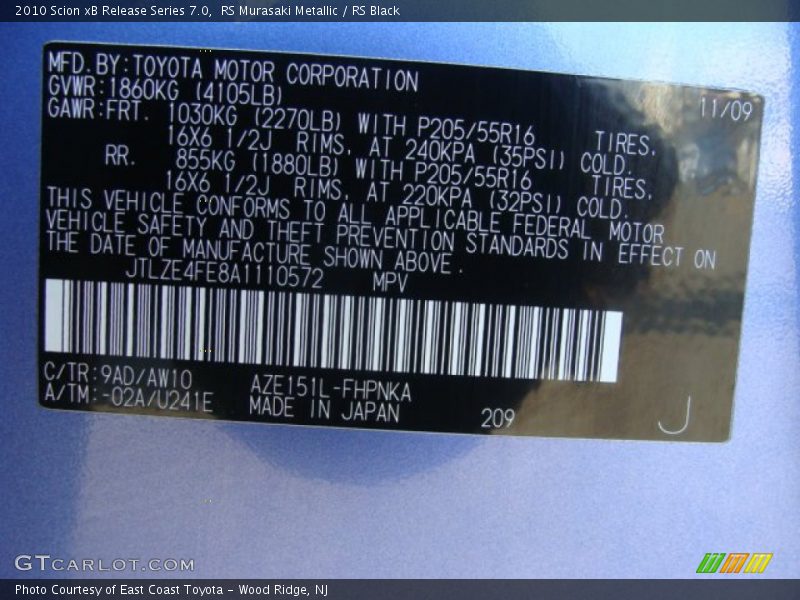 2010 Scion xB Release Series 7.0,  RS Murasaki Metallic / RS Black
MFD.BY:TOYOTA MOTOR CORPORATION
11/09
GVWR:1860KG (4105LB)
GAWR:FRT. 1030KG (2270LB) WITH P205/55R16 TIRES,
16X6 1/2J RIMS, AT 240KPA (35PSI) COLD.
RR. 855KG (1880LB) WITH P205/55R16 TIRES,
16X6 1/2J RIMS, AT 220KPA (32PSI) COLD.
THIS VEHICLE CONFORMS TO ALL APPLICABLE FEDERAL MOTOR
VEHICLE SAFETY AND THEFT PREVENTION STANDARDS IN EFFECT ON
THE DATE OF MANUFACTURE SHOWN ABOVE.
JTLZE4FE8A1110572 MPV
C/TR:9AD/AW10 AZE151L-FHPNKA
A/TM:-02A/U241E MADE IN JAPAN 209 J
GTCARLOT.COM
Photo Courtesy of East Coast Toyota – Wood Ridge, NJ